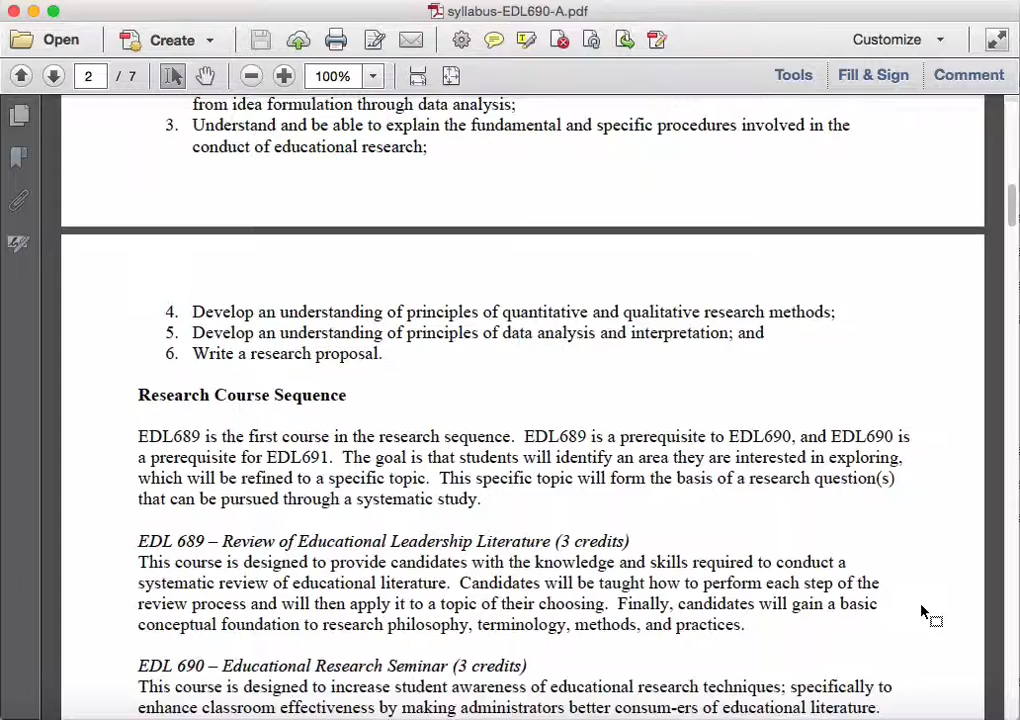 syllabus-EDL690-A.pdf
Open Create Customize
2 / 7 100% Tools Fill & Sign Comment
from idea formulation through data analysis;
3. Understand and be able to explain the fundamental and specific procedures involved in the
conduct of educational research;
4. Develop an understanding of principles of quantitative and qualitative research methods;
5. Develop an understanding of principles of data analysis and interpretation; and
6. Write a research proposal.
Research Course Sequence
EDL689 is the first course in the research sequence. EDL689 is a prerequisite to EDL690, and EDL690 is
a prerequisite for EDL691. The goal is that students will identify an area they are interested in exploring,
which will be refined to a specific topic. This specific topic will form the basis of a research question(s)
that can be pursued through a systematic study.
EDL 689 – Review of Educational Leadership Literature (3 credits)
This course is designed to provide candidates with the knowledge and skills required to conduct a
systematic review of educational literature. Candidates will be taught how to perform each step of the
review process and will then apply it to a topic of their choosing. Finally, candidates will gain a basic
conceptual foundation to research philosophy, terminology, methods, and practices.
EDL 690 – Educational Research Seminar (3 credits)
This course is designed to increase student awareness of educational research techniques; specifically to
enhance classroom effectiveness by making administrators better consum-ers of educational literature.